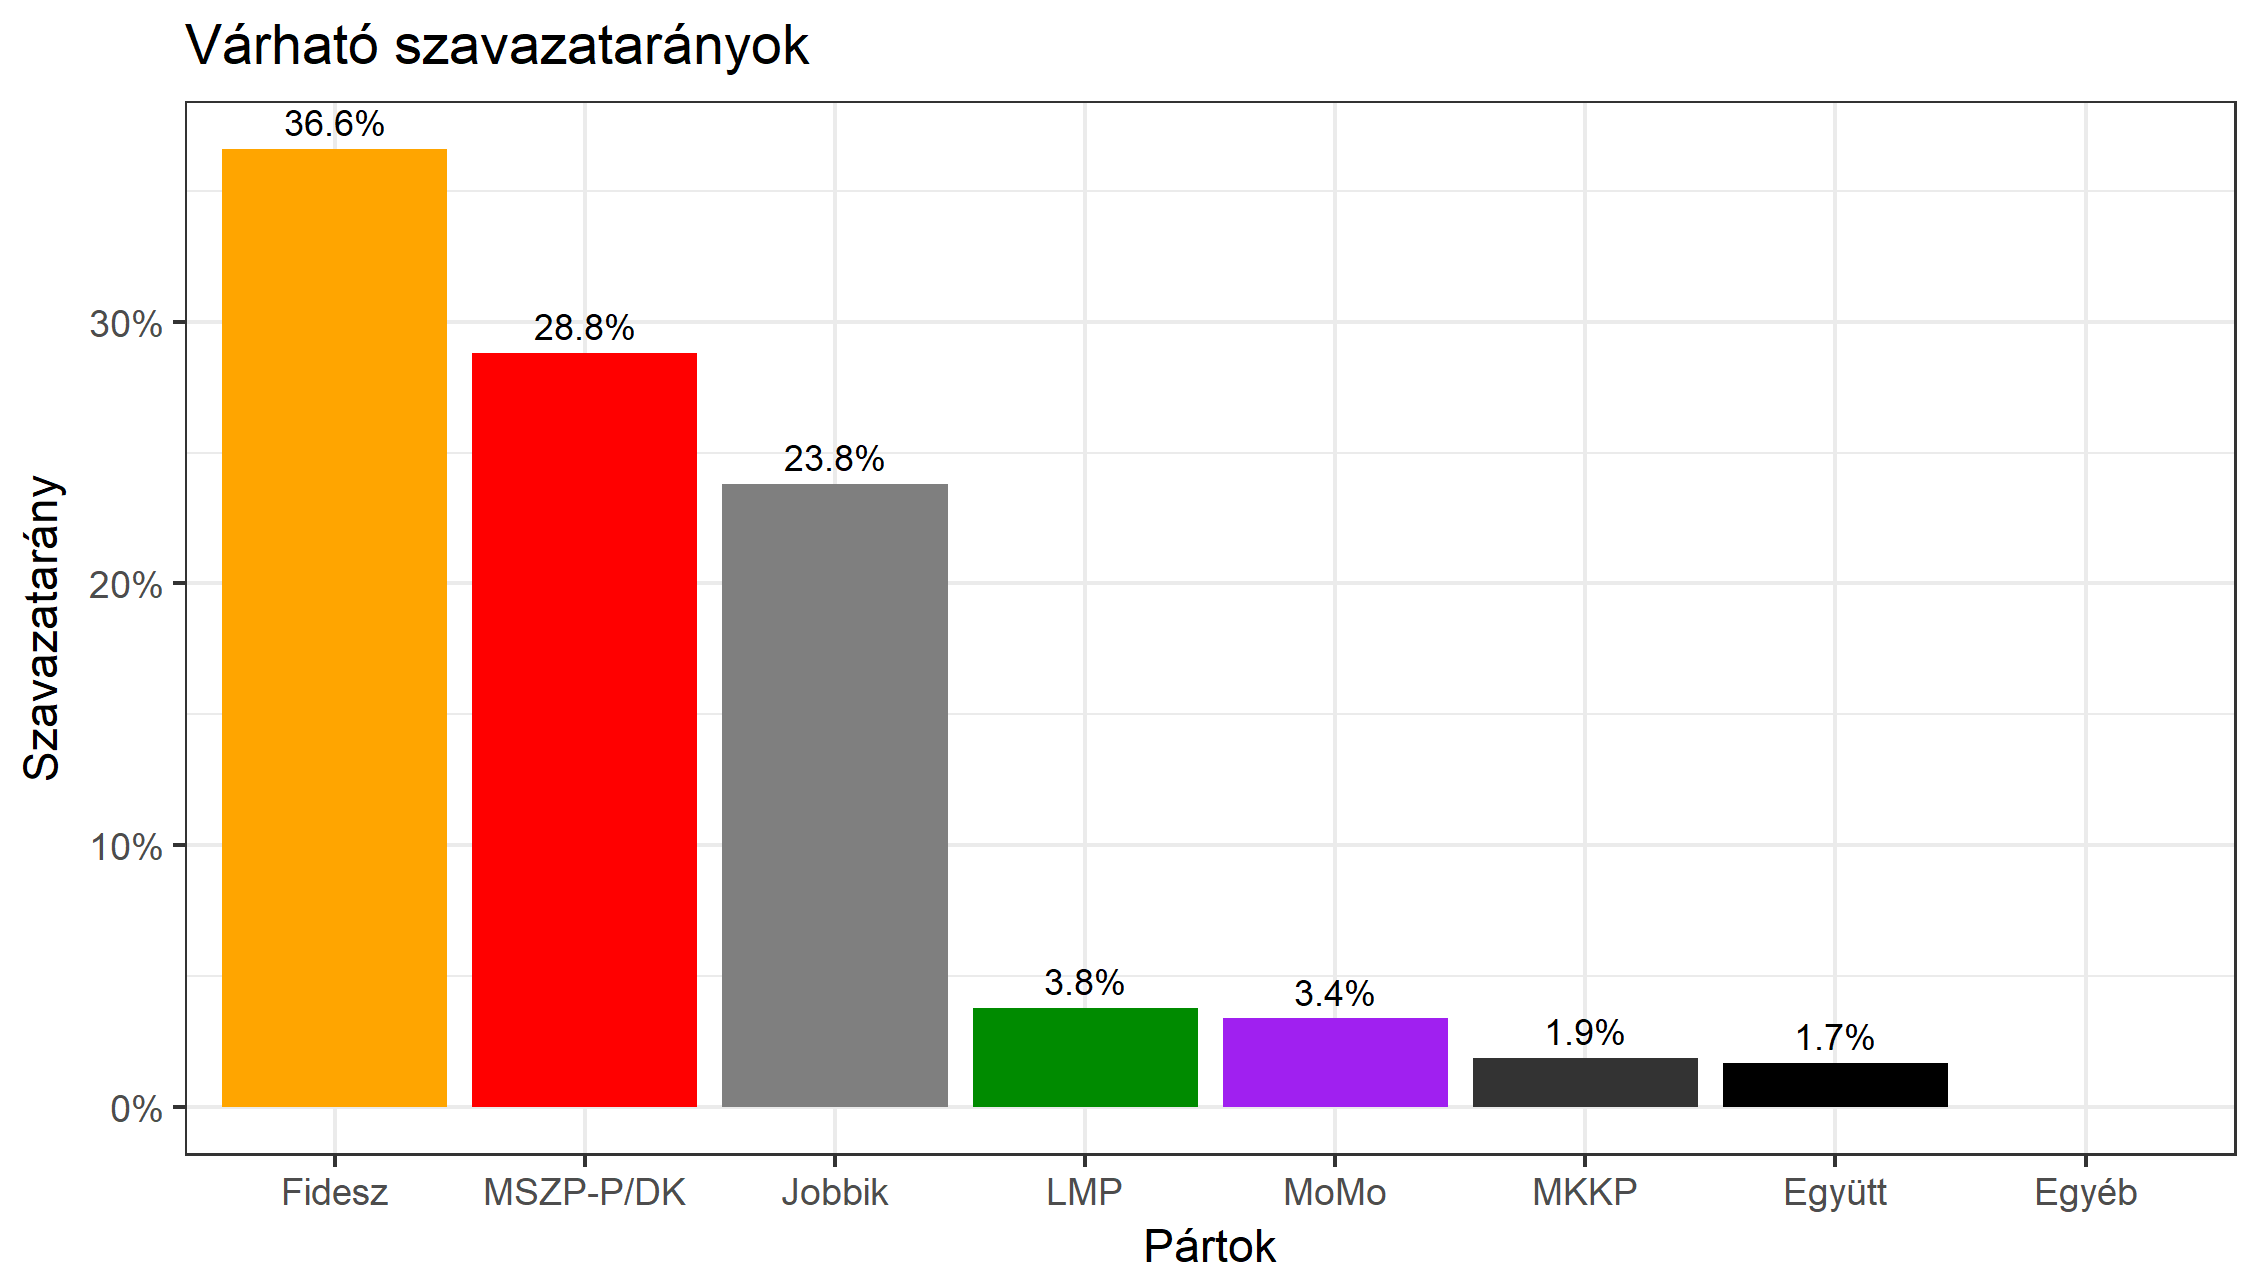 Várható szavazatarányok
36.6%
28.8%
23.8%
3.8%
3.4%
1.9%
1.7%
30%
20%
10%
0%
Szavazatarány
Fidesz
MSZP-P/DK
Jobbik
LMP
MoMo
MKKP
Együtt
Egyéb
Pártok